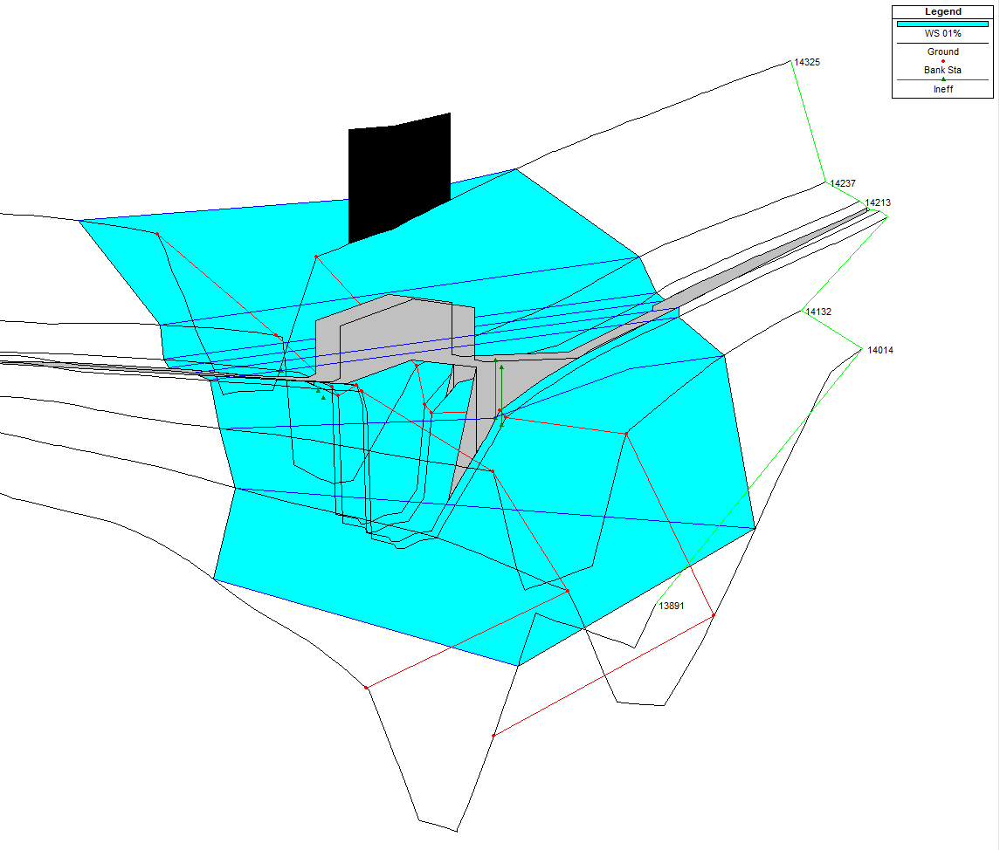 Legend
WS 01%
Ground
Bank Sta
Ineff
14325
14237
14213
14132
14014
13891